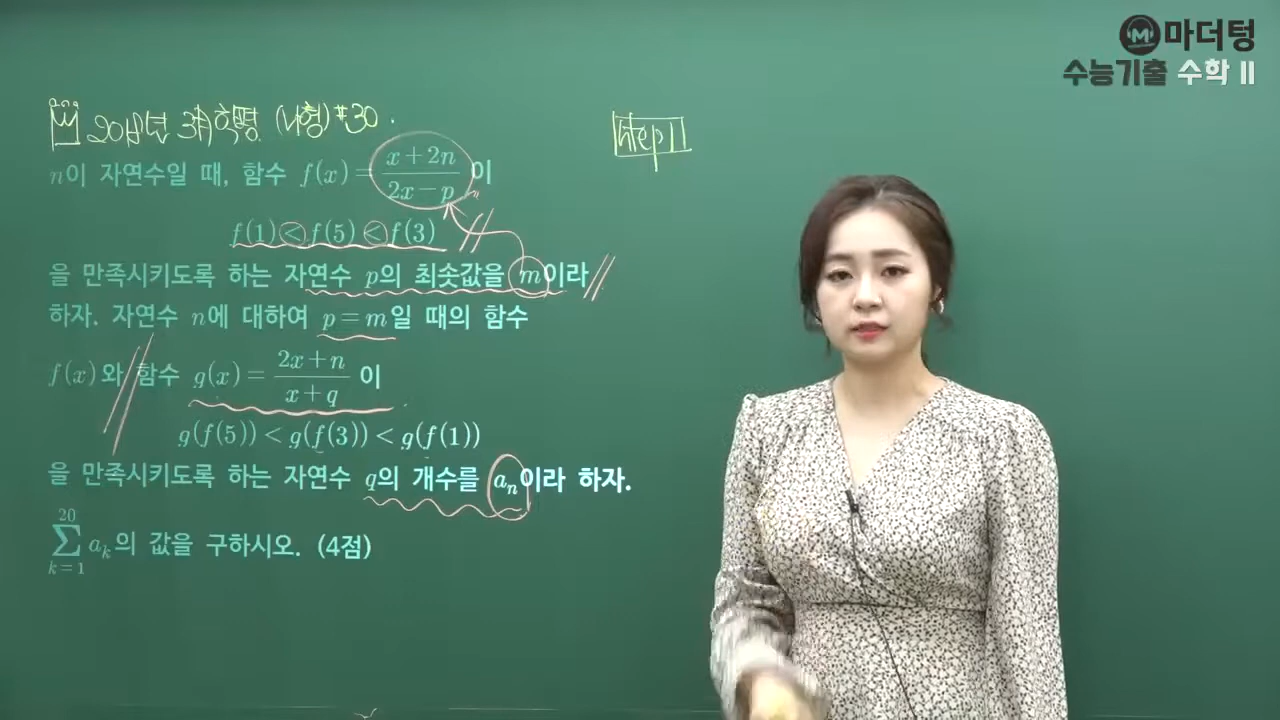 마더텅
수능기출 수학 II
2018년 3月 학평 (나형) #30.
Step 1
n이 자연수일 때, 함수 f(x) = (x+2n)/(2x−p) 이
f(1) < f(5) < f(3)
을 만족시키도록 하는 자연수 p의 최솟값을 m이라
하자. 자연수 n에 대하여 p=m일 때의 함수
f(x)와 함수 g(x) = (2x+n)/(x+q) 이
g(f(5)) < g(f(3)) < g(f(1))
을 만족시키도록 하는 자연수 q의 개수를 aₙ이라 하자.
∑ₖ₌₁²⁰ aₖ의 값을 구하시오. (4점)